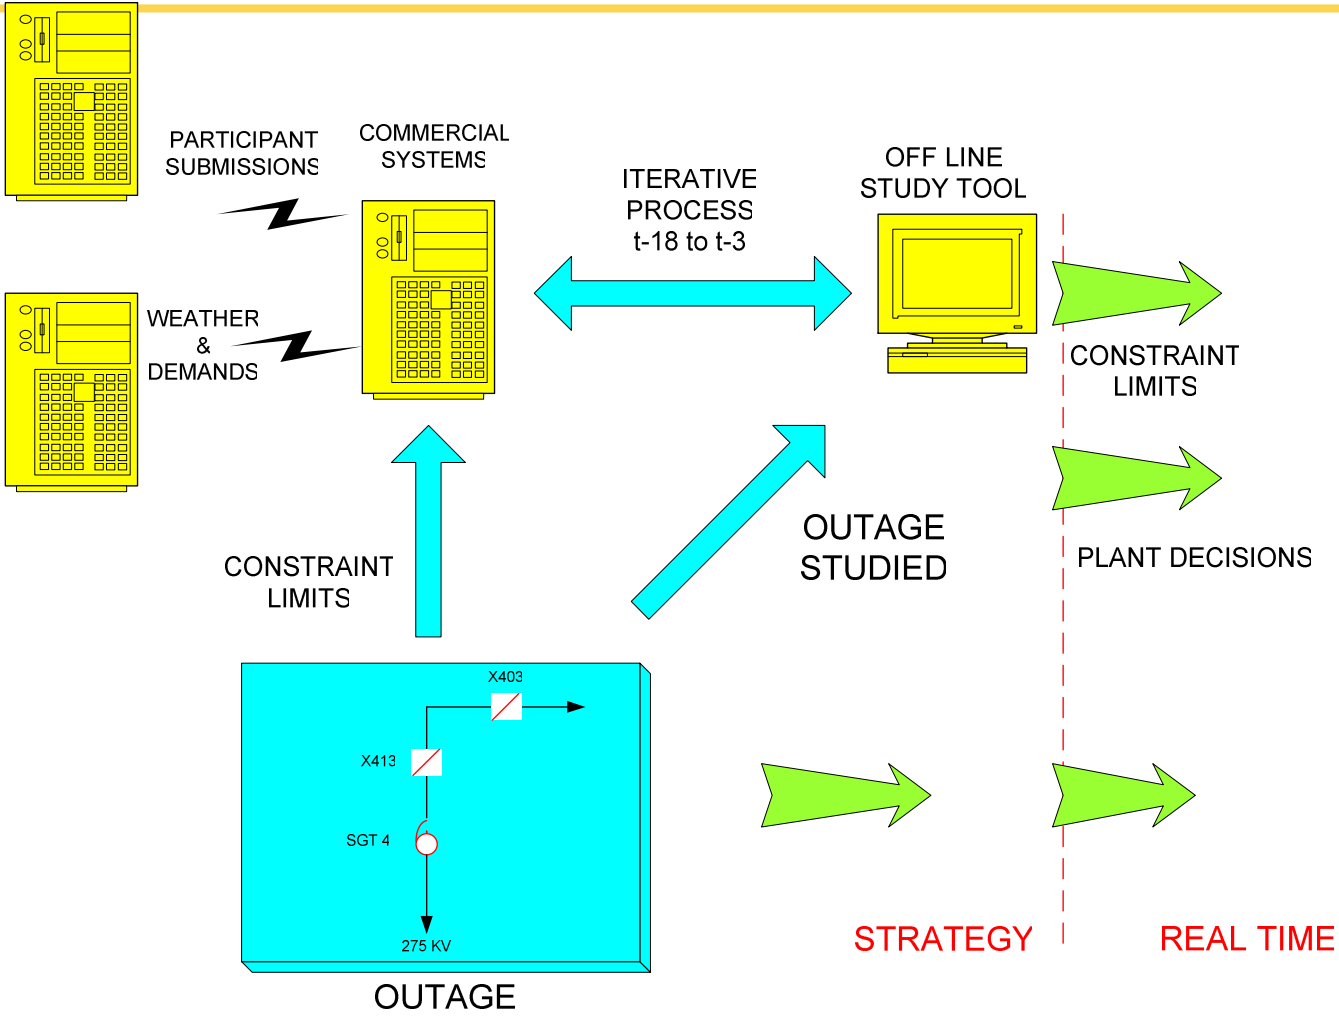 PARTICIPANT
SUBMISSIONS
COMMERCIAL
SYSTEMS
ITERATIVE
PROCESS
t-18 to t-3
OFF LINE
STUDY TOOL
WEATHER
&
DEMANDS
CONSTRAINT
LIMITS
OUTAGE
STUDIED
PLANT DECISIONS
CONSTRAINT
LIMITS
X403
X413
SGT 4
275 KV
OUTAGE
STRATEGY
REAL TIME